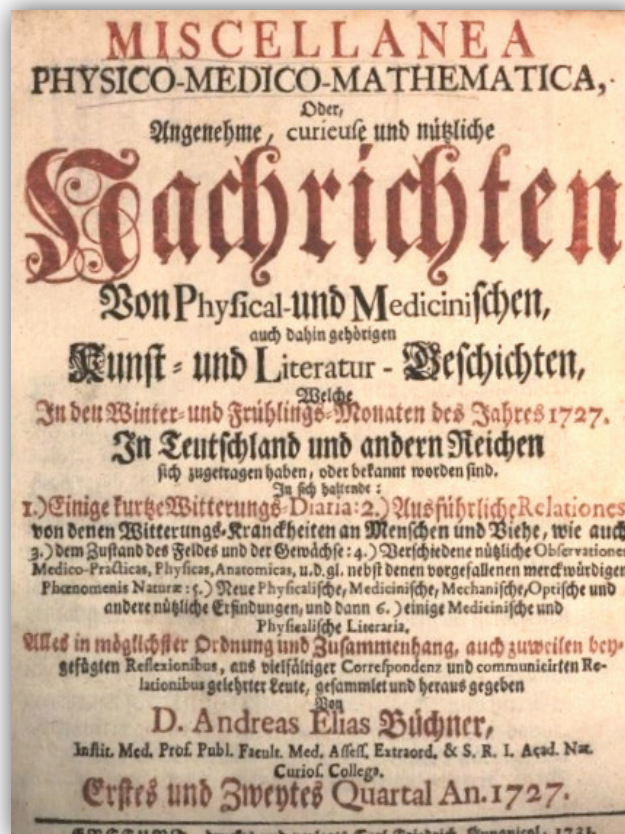 MISCELLANEA
PHYSICO-MEDICO-MATHEMATICA,
Oder,
Angenehme, curieuse und nützliche
Nachrichten
Von Physical- und Medicinischen,
auch dahin gehörigen
Kunst- und Literatur-Geschichten,
Welche
In den Winter- und Frühlings-Monaten des Jahres 1727.
In Teutschland und andern Reichen
sich zugetragen haben, oder bekannt worden sind.
In sich haltende:
1.) Einige kurtze Witterungs-Diaria: 2.) Ausführliche Relationes
von denen Witterungs-Kranckheiten an Menschen und Viehe, wie auch
3.) dem Zustand des Feldes und der Gewächse: 4.) Verschiedene nützliche Observationes
Medico-Practicas, Physicas, Anatomicas, u.d.gl. nebst denen vorgefallenen merckwürdigen
Phœnomenis Naturæ: 5.) Neue Physicalische, Medicinische, Mechanische, Optische und
andere nützliche Erfindungen, und dann 6.) einige Medicinische und
Physicalische Literaria,
Alles in möglichster Ordnung und Zusammenhang, auch zuweilen bey-
gefügten Reflexionibus, aus vielfältiger Correspondenz und communicirten Re-
lationibus gelehrter Leute, gesammlet und heraus gegeben
Von
D. Andreas Elias Büchner,
Instit. Med. Prof. Publ. Facult. Med. Assess. Extraord. & S. R. I. Acad. Nat.
Curios. Collega.
Erstes und Zweytes Quartal An. 1727.